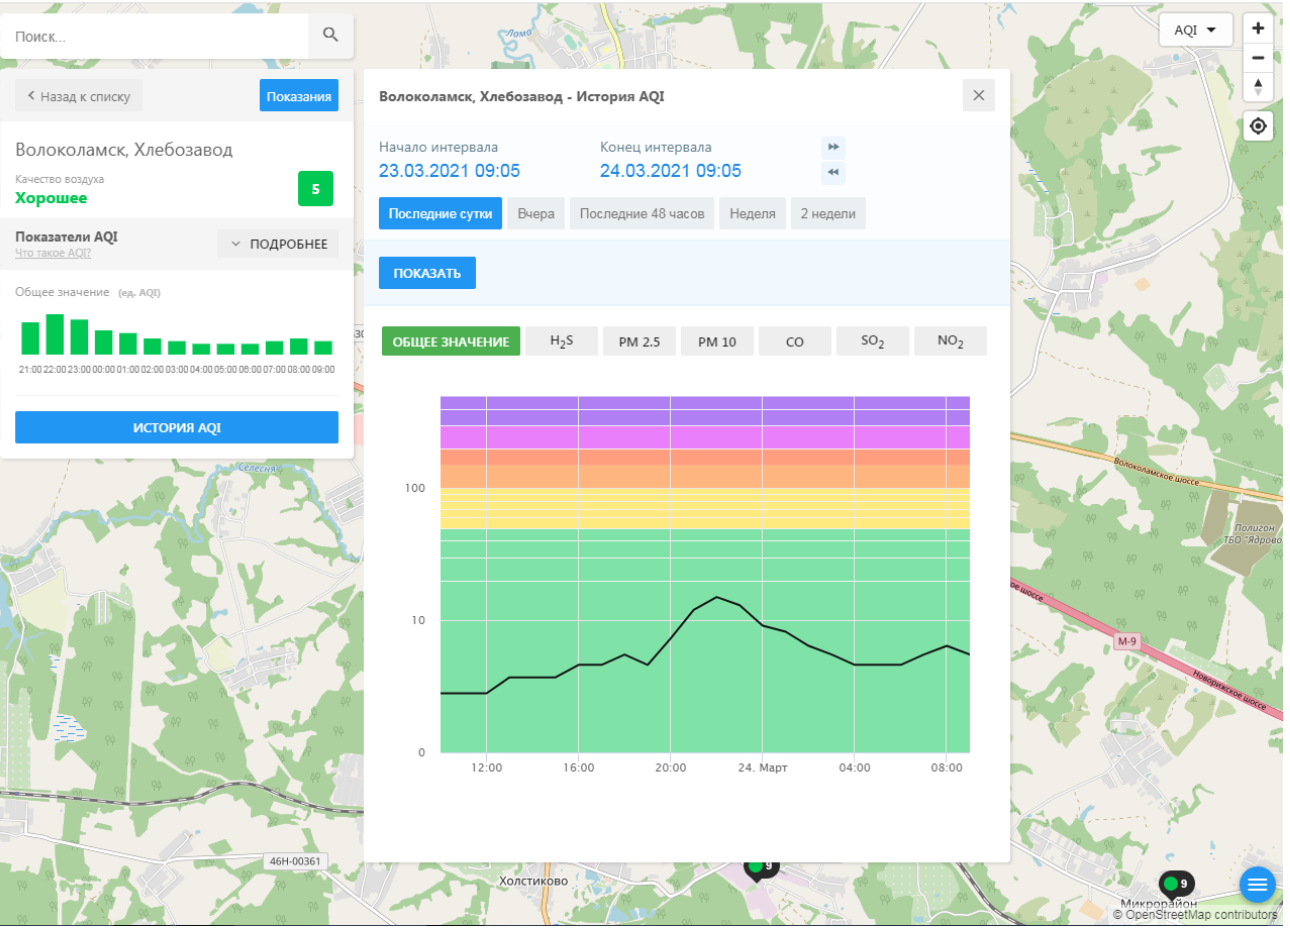 Поиск...
Лама
AQI
Назад к списку
Показания
Волоколамск, Хлебозавод
Качество воздуха
Хорошее
5
Показатели AQI
Что такое AQI?
ПОДРОБНЕЕ
Общее значение (ед. AQI)
21:00 22:00 23:00 00:00 01:00 02:00 03:00 04:00 05:00 06:00 07:00 08:00 09:00
ИСТОРИЯ AQI
Волоколамск, Хлебозавод - История AQI
Начало интервала
Конец интервала
23.03.2021 09:05
24.03.2021 09:05
Последние сутки
Вчера
Последние 48 часов
Неделя
2 недели
ПОКАЗАТЬ
ОБЩЕЕ ЗНАЧЕНИЕ
H2S
PM 2.5
PM 10
CO
SO2
NO2
100
10
0
12:00 16:00 20:00 24. Март 04:00 08:00
Селесня
Волоколамское шоссе
Полигон
ТБО "Ядрово
М-9
Новорижское шоссе
46Н-00361
Холстиково
9
9
Микрорайон
© OpenStreetMap contributors